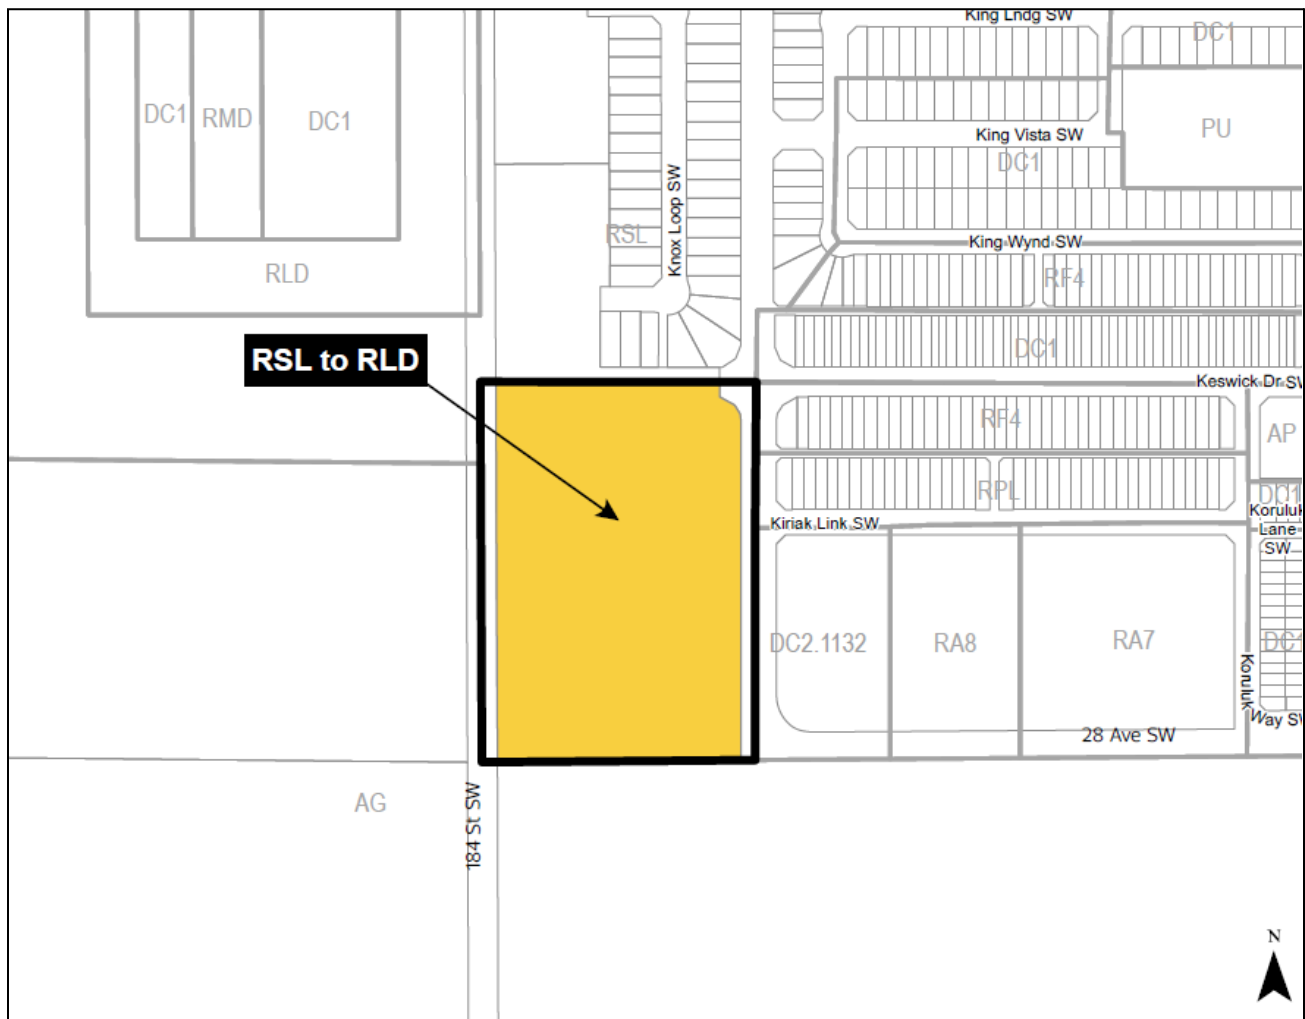 King Lndg SW
DC1
DC1
RMD
DC1
PU
King Vista SW
DC1
Knox Loop SW
RSL
King Wynd SW
RLD
RF4
DC1
RSL to RLD
Keswick Dr SW
RF4
AP
RPL
DC1
Koruluk
Lane
SW
Kiriak Link SW
DC2.1132
RA8
RA7
DC1
Koruluk
Way SW
28 Ave SW
AG
184 St SW
N